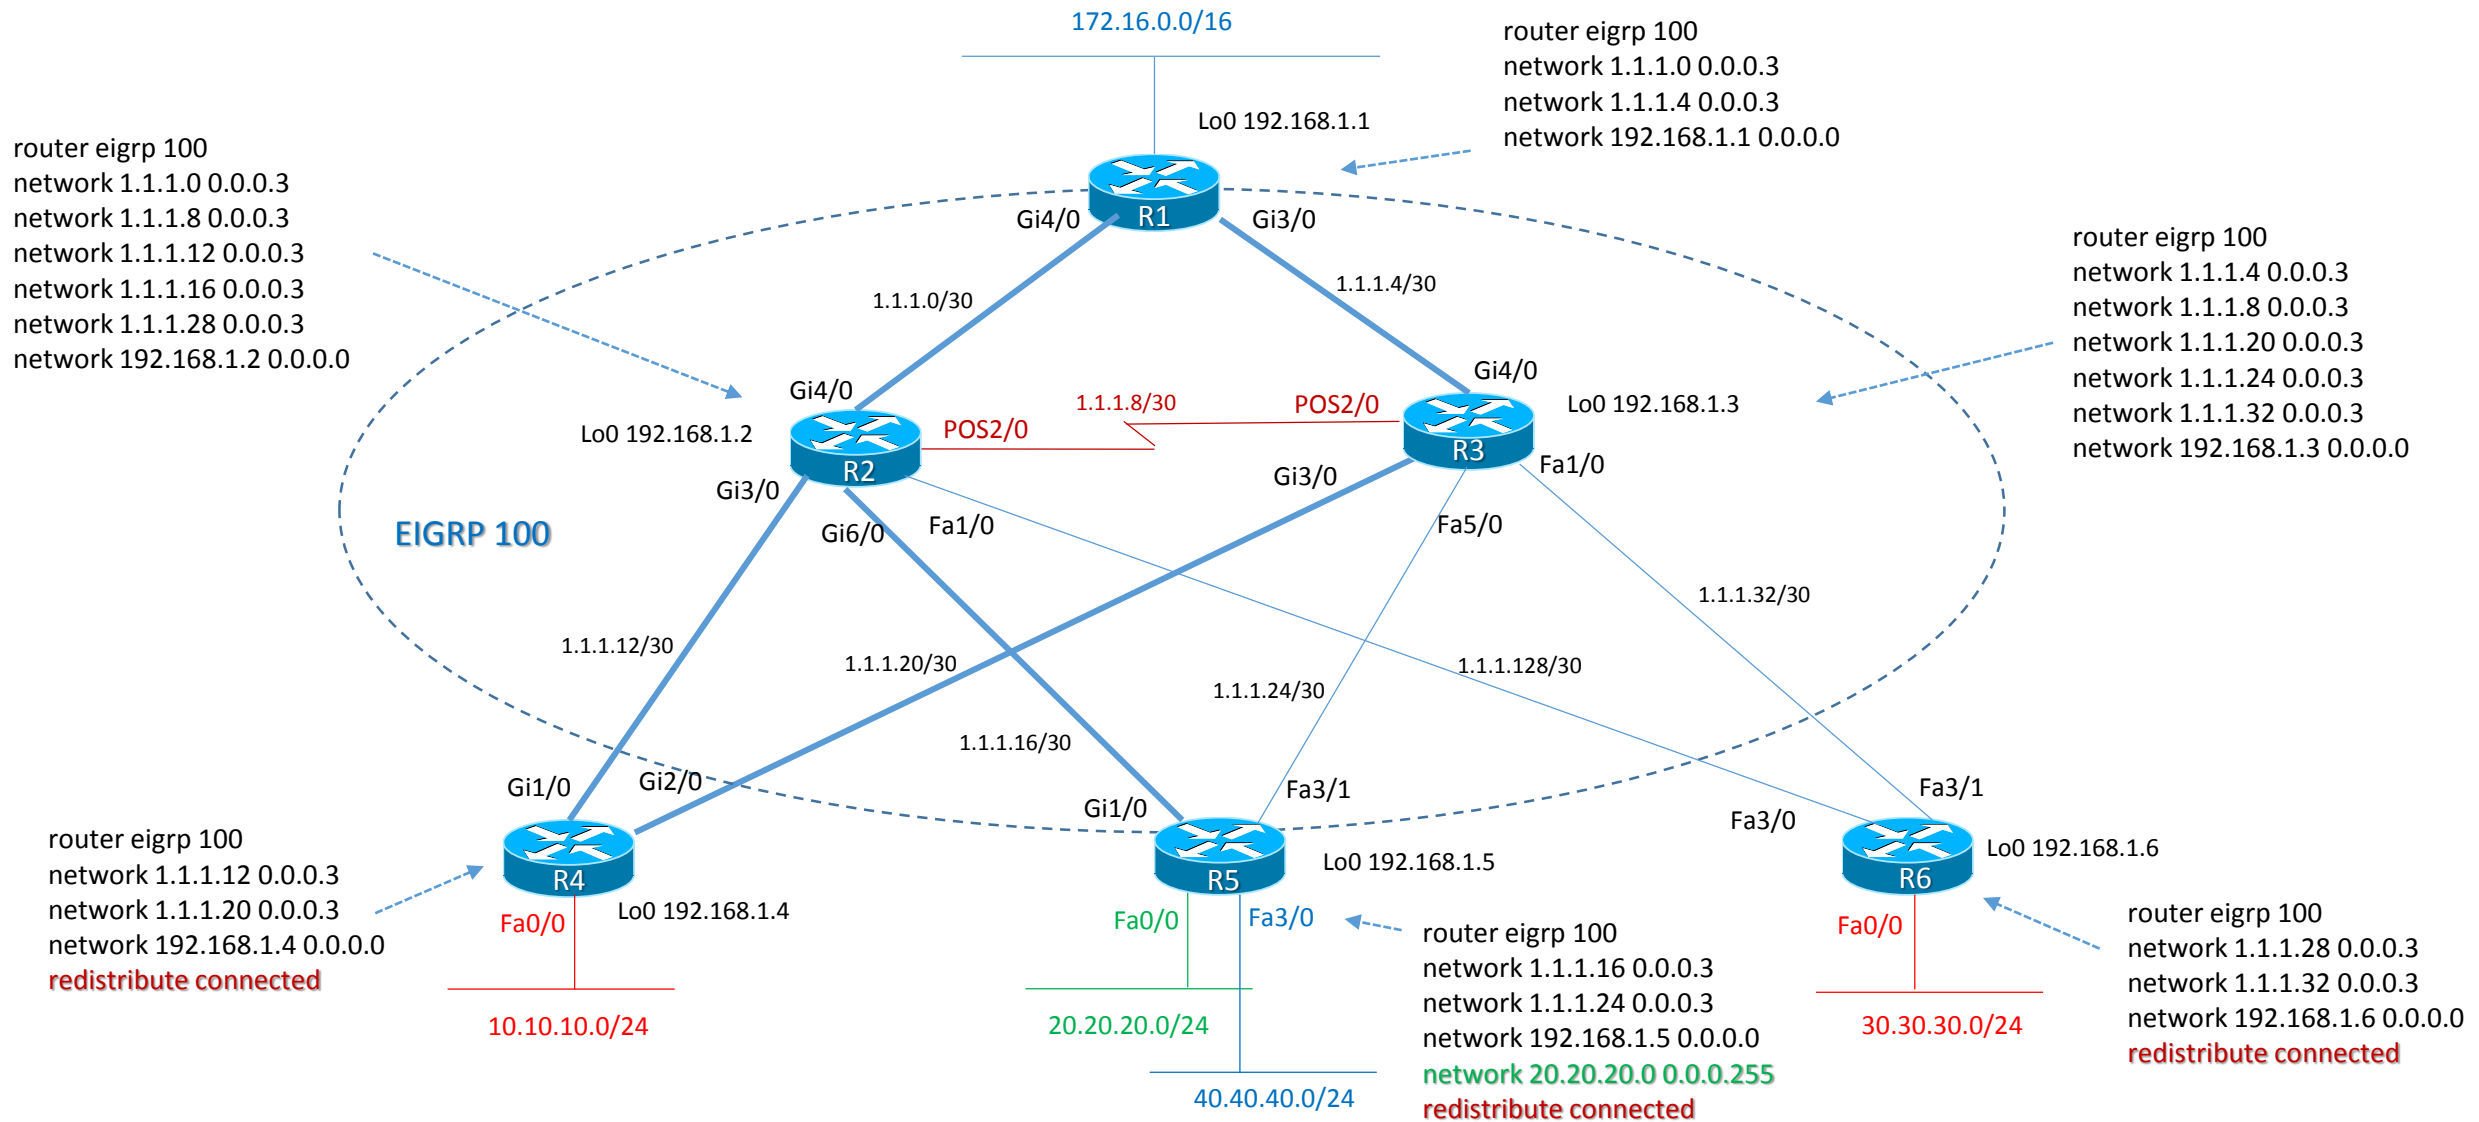 172.16.0.0/16
router eigrp 100
network 1.1.1.0 0.0.0.3
network 1.1.1.4 0.0.0.3
network 192.168.1.1 0.0.0.0
Lo0 192.168.1.1
router eigrp 100
network 1.1.1.0 0.0.0.3
network 1.1.1.8 0.0.0.3
network 1.1.1.12 0.0.0.3
network 1.1.1.16 0.0.0.3
network 1.1.1.28 0.0.0.3
network 192.168.1.2 0.0.0.0
R1
Gi4/0
Gi3/0
router eigrp 100
network 1.1.1.4 0.0.0.3
network 1.1.1.8 0.0.0.3
network 1.1.1.20 0.0.0.3
network 1.1.1.24 0.0.0.3
network 1.1.1.32 0.0.0.3
network 192.168.1.3 0.0.0.0
1.1.1.0/30
1.1.1.4/30
Gi4/0
Gi4/0
Lo0 192.168.1.2
POS2/0
1.1.1.8/30
POS2/0
Lo0 192.168.1.3
R2
R3
Gi3/0
Gi6/0
Fa1/0
Gi3/0
Fa5/0
Fa1/0
EIGRP 100
1.1.1.12/30
1.1.1.20/30
1.1.1.24/30
1.1.1.128/30
1.1.1.32/30
1.1.1.16/30
Gi1/0
Gi2/0
Gi1/0
Fa3/1
Fa3/0
Fa3/1
router eigrp 100
network 1.1.1.12 0.0.0.3
network 1.1.1.20 0.0.0.3
network 192.168.1.4 0.0.0.0
redistribute connected
R4
Lo0 192.168.1.4
Fa0/0
10.10.10.0/24
R5
Lo0 192.168.1.5
Fa0/0
Fa3/0
20.20.20.0/24
40.40.40.0/24
router eigrp 100
network 1.1.1.16 0.0.0.3
network 1.1.1.24 0.0.0.3
network 192.168.1.5 0.0.0.0
network 20.20.20.0 0.0.0.255
redistribute connected
R6
Lo0 192.168.1.6
Fa0/0
30.30.30.0/24
router eigrp 100
network 1.1.1.28 0.0.0.3
network 1.1.1.32 0.0.0.3
network 192.168.1.6 0.0.0.0
redistribute connected